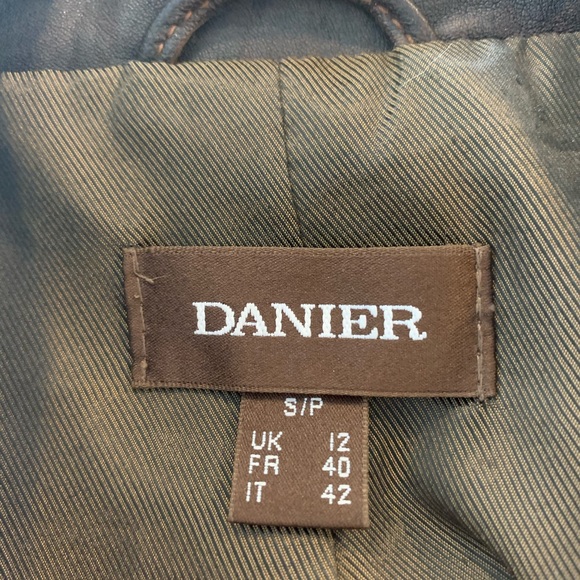 DANIER
S/P
UK 12
FR 40
IT 42